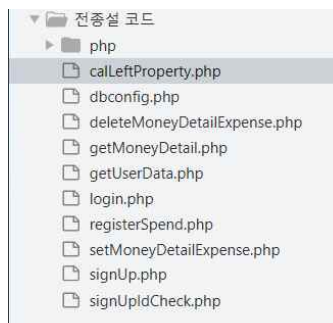 전종설 코드
php
calLeftProperty.php
dbconfig.php
deleteMoneyDetailExpense.php
getMoneyDetail.php
getUserData.php
login.php
registerSpend.php
setMoneyDetailExpense.php
signUp.php
signUpIdCheck.php